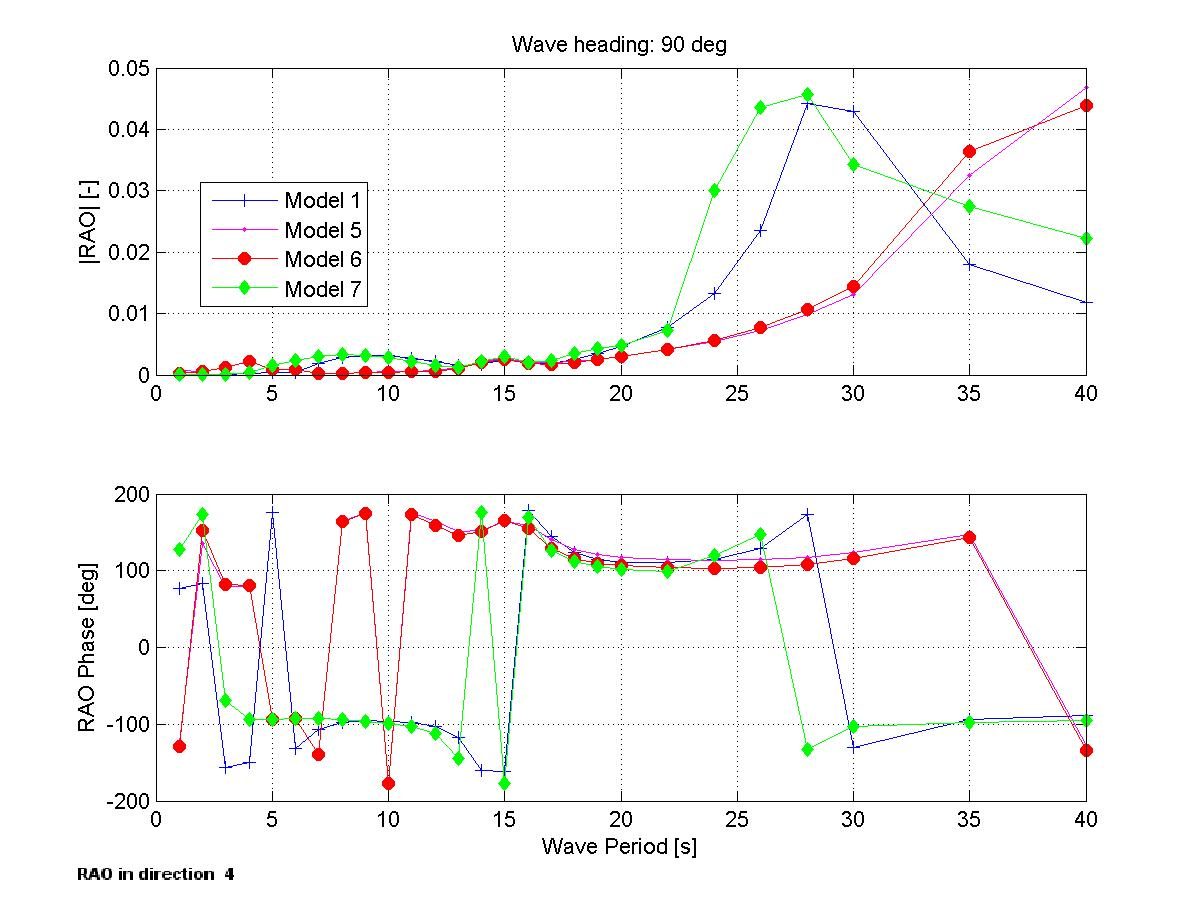 Wave heading: 90 deg
0.05
0.04
0.03
0.02
0.01
0
|RAO| [-]
Model 1
Model 5
Model 6
Model 7
0 5 10 15 20 25 30 35 40
200
100
0
-100
-200
RAO Phase [deg]
0 5 10 15 20 25 30 35 40
Wave Period [s]
RAO in direction 4